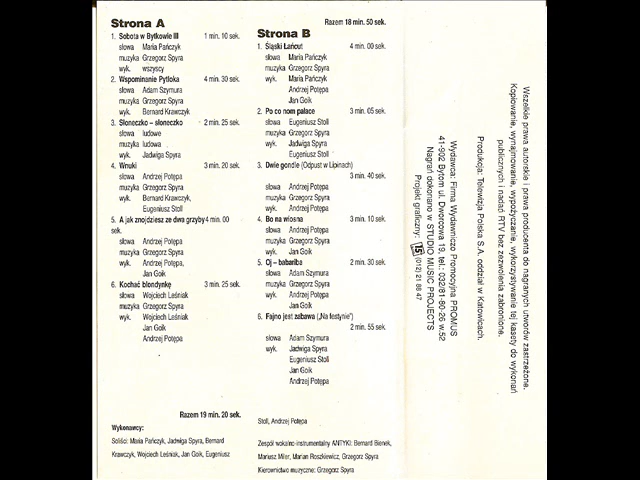 Strona A
1. Sobota w Bytkowie III 1 min. 10 sek.
słowa Maria Pańczyk
muzyka Grzegorz Spyra
wyk. wszyscy
2. Wspominanie Pytloka 4 min. 30 sek.
słowa Adam Szymura
muzyka Grzegorz Spyra
wyk. Bernard Krawczyk
3. Słoneczko – słoneczko 2 min. 25 sek.
słowa ludowe
muzyka ludowa
wyk. Jadwiga Spyra
4. Wnuki 3 min. 20 sek.
słowa Andrzej Potępa
muzyka Grzegorz Spyra
wyk. Bernard Krawczyk,
Eugeniusz Stoll
5. A jak znojdziesz ze dwa grzyby 4 min. 00
sek.
słowa Andrzej Potępa
muzyka Grzegorz Spyra
wyk. Andrzej Potępa,
Jan Goik
6. Kochać blondynkę 3 min. 25 sek.
słowa Wojciech Leśniak
muzyka Grzegorz Spyra
wyk. Wojciech Leśniak
Jan Goik
Andrzej Potępa
Razem 19 min. 20 sek.
Wykonawcy:
Soliści: Maria Pańczyk, Jadwiga Spyra, Bernard
Krawczyk, Wojciech Leśniak, Jan Goik, Eugeniusz
Razem 18 min. 50 sek.
Strona B
1. Śląski Łańcut 4 min. 00 sek.
słowa Maria Pańczyk
muzyka Grzegorz Spyra
wyk. Maria Pańczyk
Andrzej Potępa
Jan Goik
2. Po co nom pałace 3 min. 05 sek.
słowa Eugeniusz Stoll
muzyka Grzegorz Spyra
wyk. Jadwiga Spyra
Eugeniusz Stoll
3. Dwie gondle (Odpust w Lipinach)
3 min. 40 sek.
słowa Andrzej Potępa
muzyka Grzegorz Spyra
wyk. Andrzej Potępa
4. Bo na wiosna 3 min. 10 sek.
słowa Andrzej Potępa
muzyka Grzegorz Spyra
wyk. Jan Goik
5. Oj – babariba 2 min. 30 sek.
słowa Adam Szymura
muzyka Grzegorz Spyra
wyk. Andrzej Potępa
6. Fajno jest zabawa („Na festynie")
2 min. 55 sek.
słowa Adam Szymura
wyk. Jadwiga Spyra
Eugeniusz Stoll
Jan Goik
Andrzej Potępa
Stoll, Andrzej Potępa
Zespół wokalno-instrumentalny ANTYKI: Bernard Bienek,
Mariusz Miler, Marian Roszkiewicz, Grzegorz Spyra
Kierownictwo muzyczne: Grzegorz Spyra
Wszelkie prawa autorskie i prawa producenta do nagranych utworów zastrzeżone.
Kopiowanie, wynajmowanie, wypożyczanie, wykorzystywanie tej kasety do wykonań
publicznych i nadań RTV bez zezwolenia zabronione.
Produkcja: Telewizja Polska S.A. oddział w Katowicach.
Wydawca: Firma Wydawniczo Promocyjna PROMUS
41-902 Bytom ul. Dworcowa 19, tel.: 032/81-80-26 w.52
Nagrań dokonano w STUDIO MUSIC PROJECTS
Projekt graficzny: (012) 21 88 47